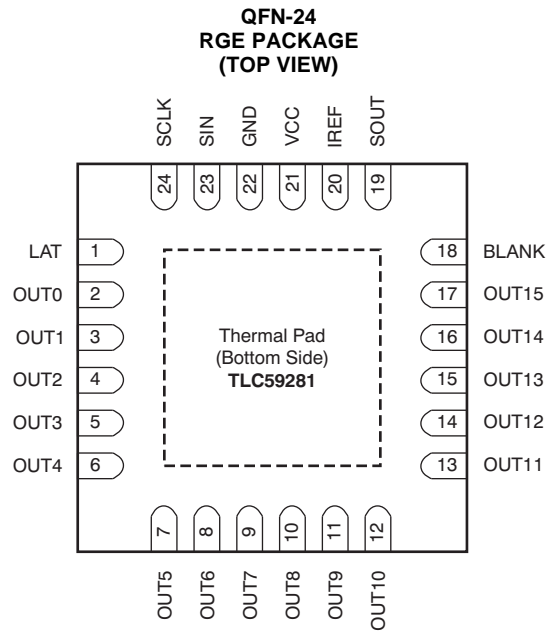 QFN-24
RGE PACKAGE
(TOP VIEW)
SCLK
SIN
GND
VCC
IREF
SOUT
24
23
22
21
20
19
LAT 1
18 BLANK
OUT0 2
17 OUT15
OUT1 3
16 OUT14
OUT2 4
15 OUT13
OUT3 5
14 OUT12
OUT4 6
13 OUT11
Thermal Pad
(Bottom Side)
TLC59281
7
8
9
10
11
12
OUT5
OUT6
OUT7
OUT8
OUT9
OUT10